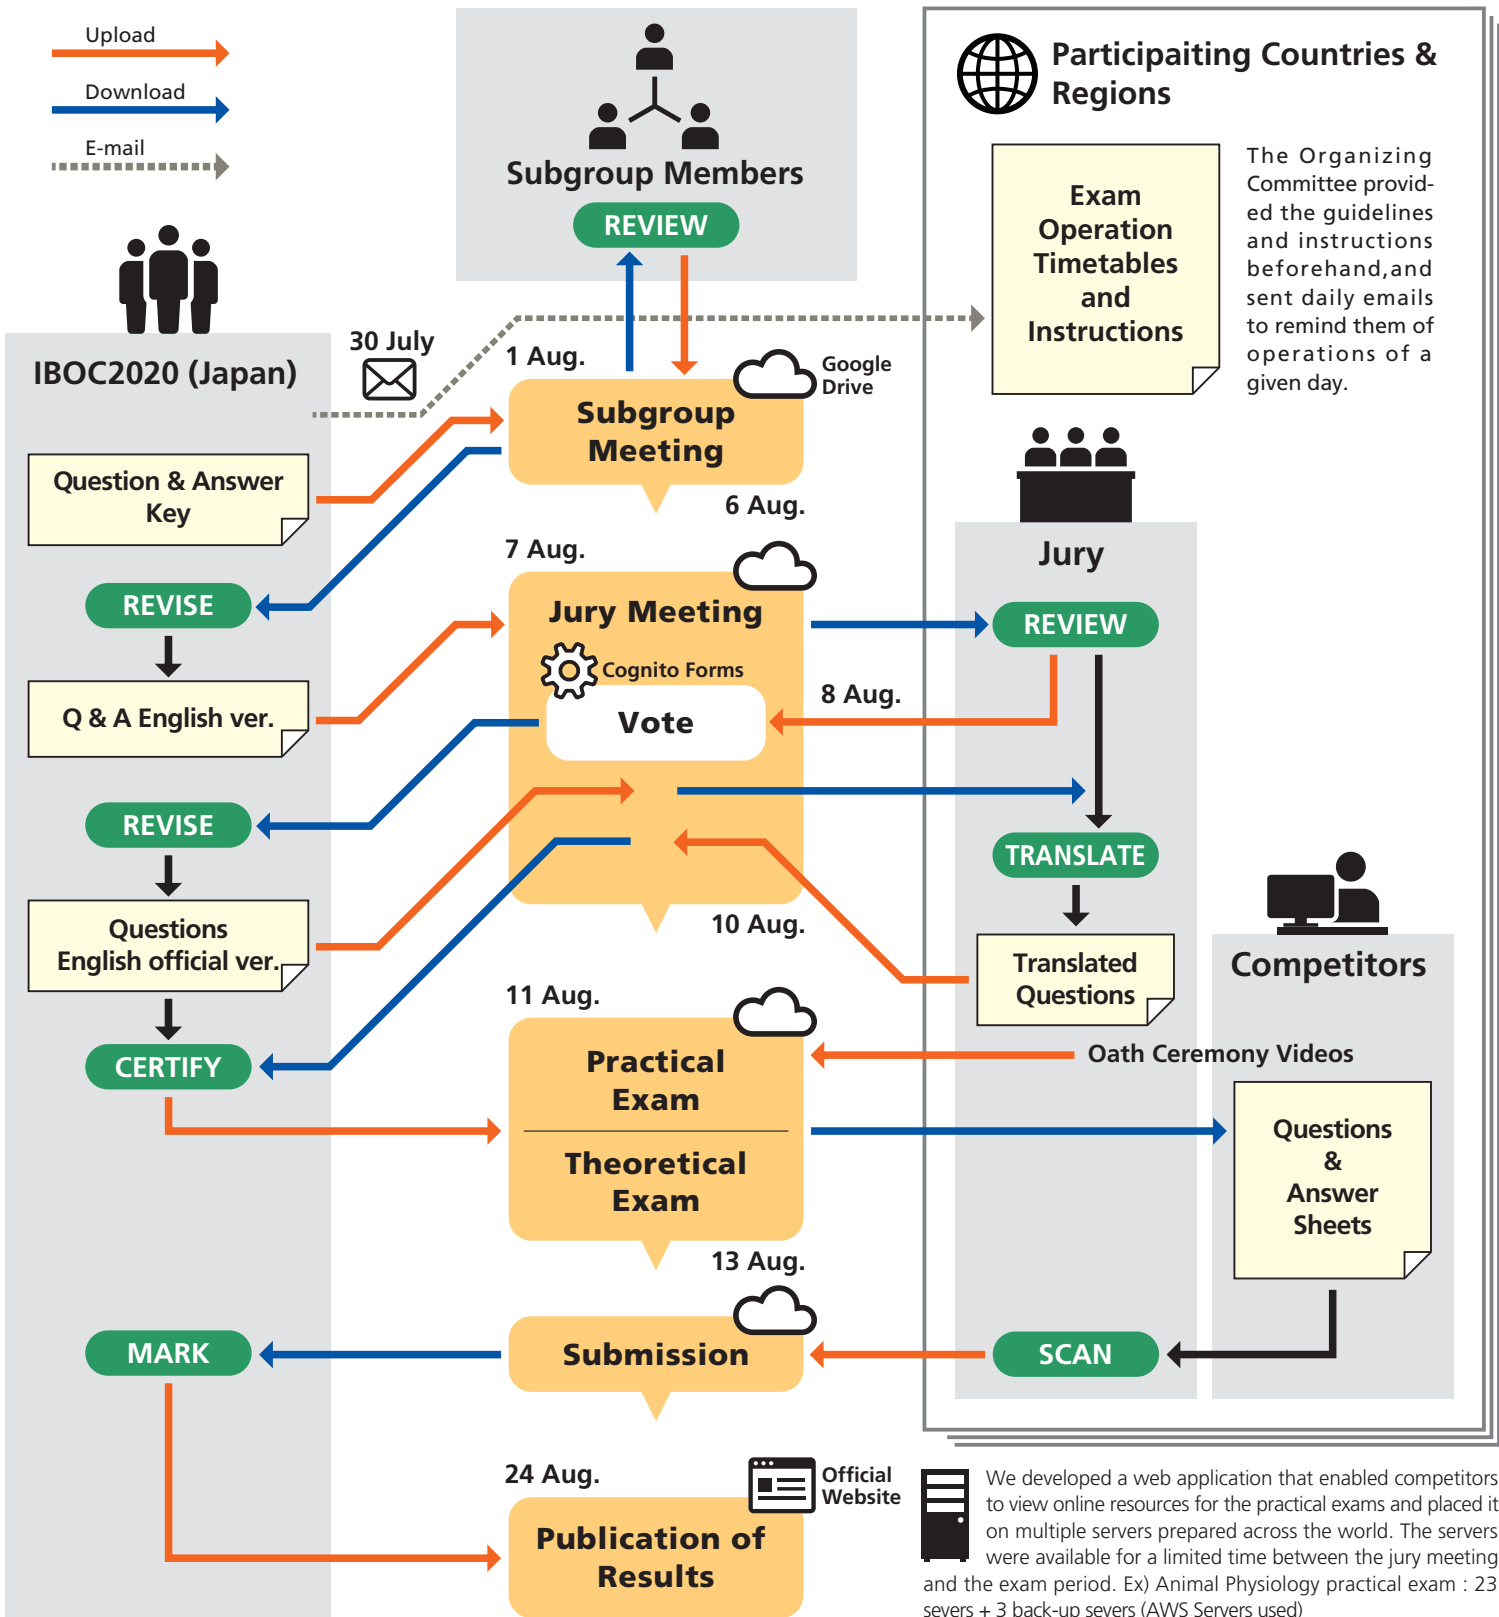 Upload
Download
E-mail
Subgroup Members
REVIEW
Participaiting Countries &
Regions
Exam
Operation
Timetables
and
Instructions
The Organizing
Committee provid-
ed the guidelines
and instructions
beforehand,and
sent daily emails
to remind them of
operations of a
given day.
IBOC2020 (Japan)
30 July
1 Aug.
Google
Drive
Subgroup
Meeting
6 Aug.
Question & Answer
Key
REVISE
Q & A English ver.
7 Aug.
Jury Meeting
Cognito Forms
Vote
8 Aug.
Jury
REVIEW
REVISE
Questions
English official ver.
TRANSLATE
Translated
Questions
10 Aug.
CERTIFY
11 Aug.
Practical
Exam
Theoretical
Exam
13 Aug.
Competitors
Oath Ceremony Videos
Questions
&
Answer
Sheets
MARK
Submission
SCAN
24 Aug.
Official
Website
Publication of
Results
We developed a web application that enabled competitors
to view online resources for the practical exams and placed it
on multiple servers prepared across the world. The servers
were available for a limited time between the jury meeting
and the exam period. Ex) Animal Physiology practical exam : 23
severs + 3 back-up severs (AWS Servers used)